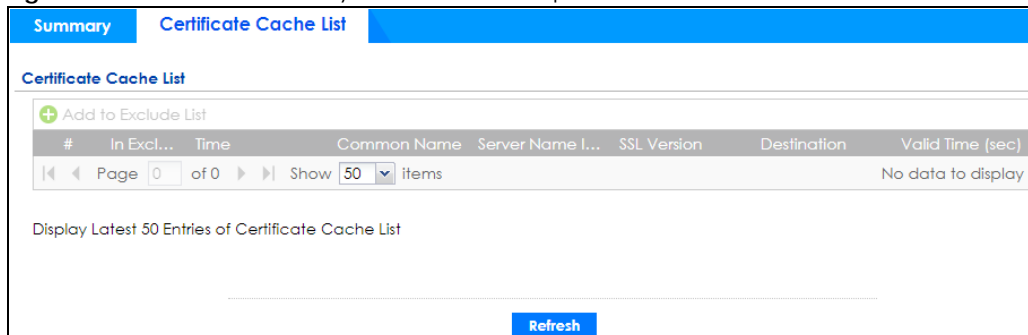 Summary Certificate Cache List
Certificate Cache List
Add to Exclude List
# In Excl... Time Common Name Server Name I... SSL Version Destination Valid Time (sec)
Page 0 of 0 Show 50 items No data to display
Display Latest 50 Entries of Certificate Cache List
Refresh